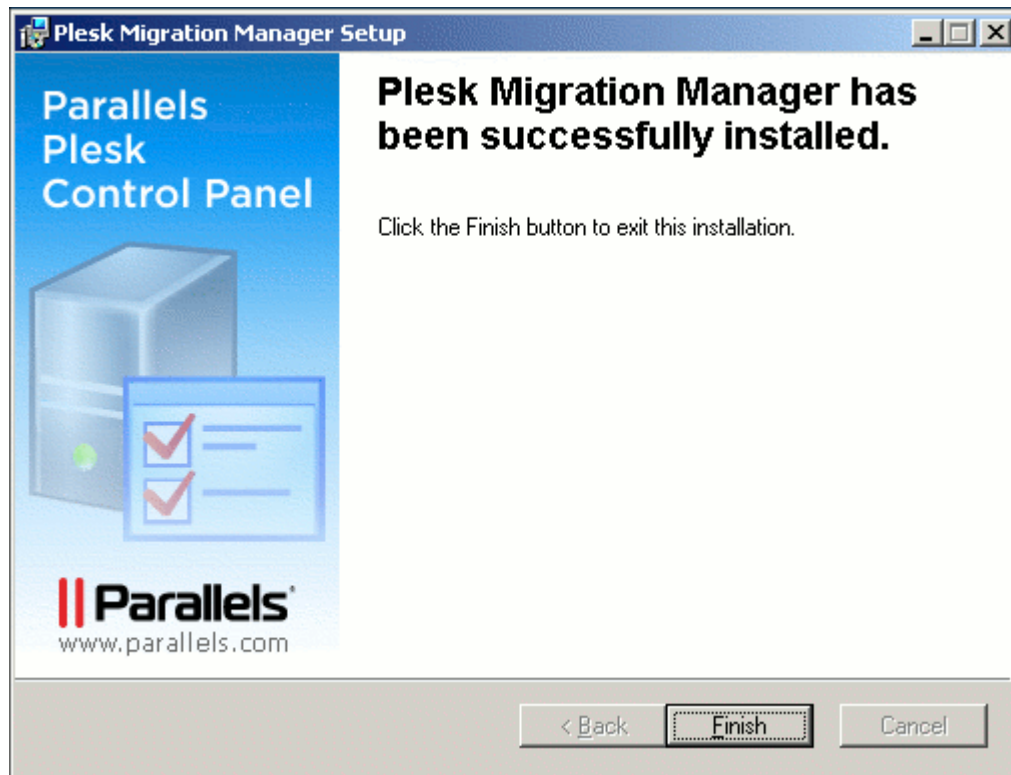 Plesk Migration Manager Setup
Parallels
Plesk
Control Panel
Plesk Migration Manager has
been successfully installed.
Click the Finish button to exit this installation.
Parallels®
www.parallels.com
< Back
Finish
Cancel